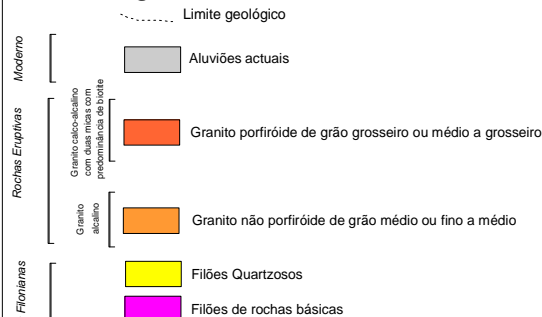 Limite geológico
Moderno
Aluviões actuais
Rochas Eruptivas
Granito calco-alcalino
com duas micas com
predominância de biotite
Granito porfiróide de grão grosseiro ou médio a grosseiro
Granito
alcalino
Granito não porfiróide de grão médio ou fino a médio
Filonianas
Filões Quartzosos
Filões de rochas básicas